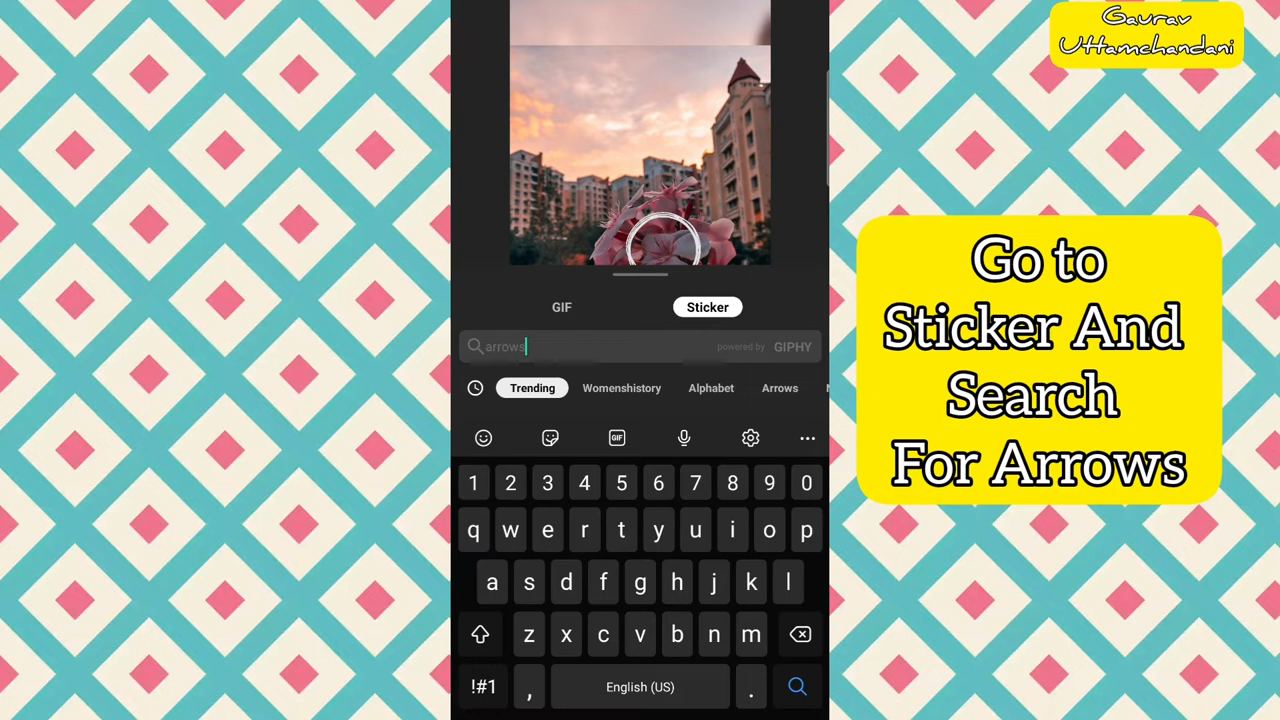 Gaurav
Uttamchandani
GIF Sticker
arrows powered by GIPHY
Trending Womenshistory Alphabet Arrows
GIF
1 2 3 4 5 6 7 8 9 0
q w e r t y u i o p
a s d f g h j k l
z x c v b n m
!#1 , English (US) .
Go to
Sticker And
Search
For Arrows